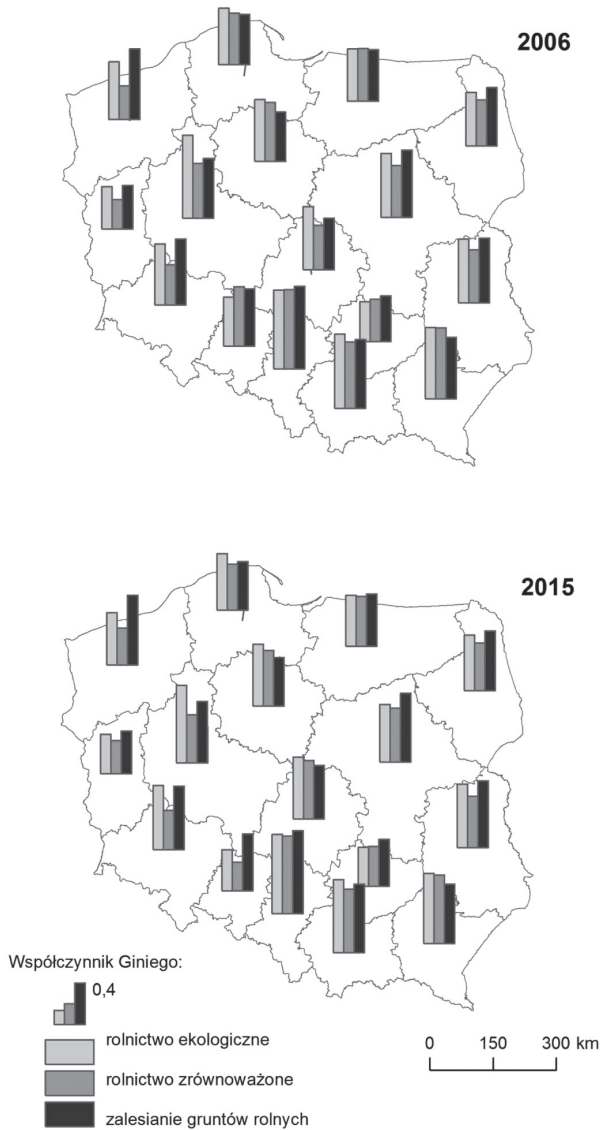 2006
2015
Współczynnik Giniego:
0,4
rolnictwo ekologiczne
rolnictwo zrównoważone
zalesianie gruntów rolnych
0 150 300 km